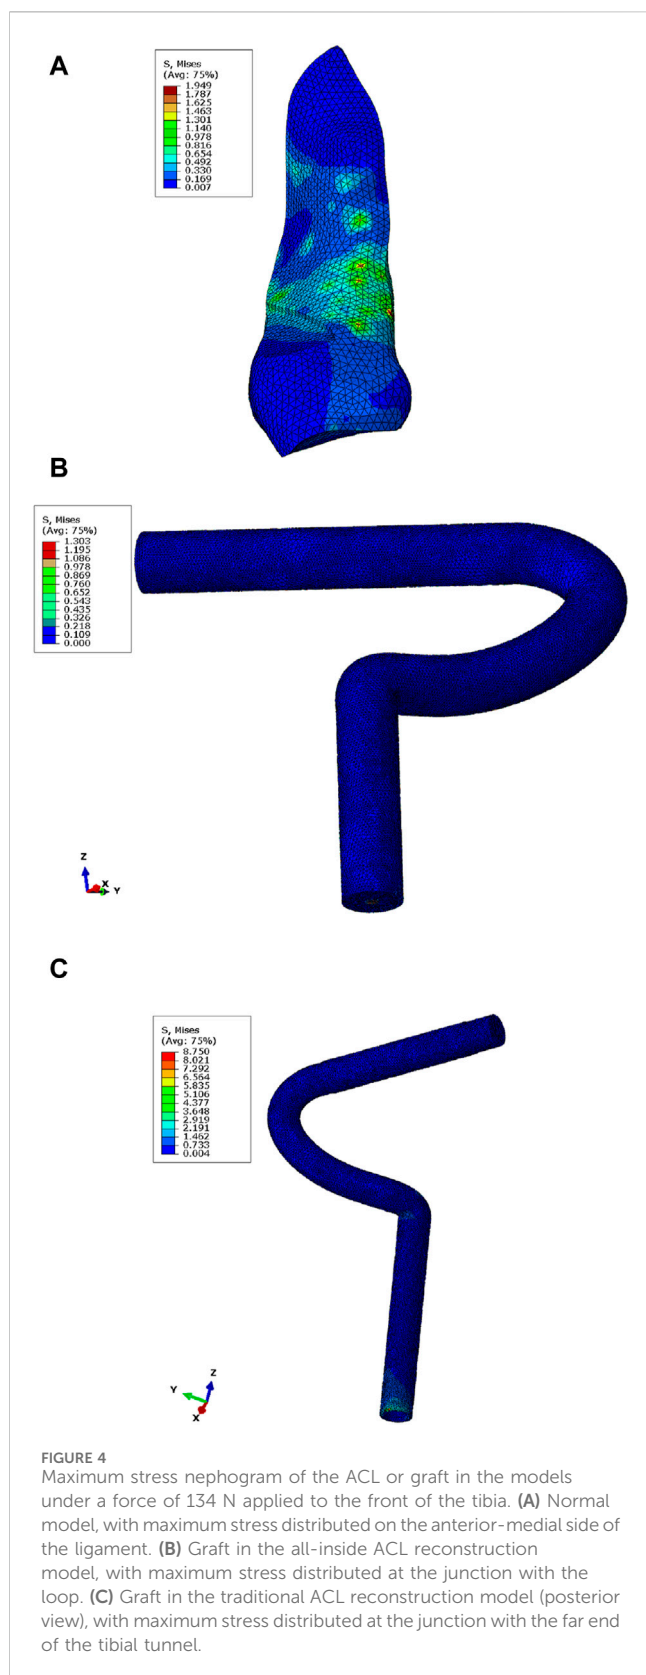 A
S, Mises
(Avg: 75%)
1.949
1.787
1.625
1.463
1.301
1.140
0.978
0.816
0.654
0.492
0.330
0.169
0.007
B
S, Mises
(Avg: 75%)
1.303
1.195
1.086
0.978
0.869
0.760
0.652
0.543
0.435
0.326
0.218
0.109
0.000
Z
X
Y
C
S, Mises
(Avg: 75%)
8.750
8.021
7.292
6.564
5.835
5.106
4.377
3.648
2.919
2.191
1.462
0.733
0.004
Z
Y
X
FIGURE 4
Maximum stress nephogram of the ACL or graft in the models
under a force of 134 N applied to the front of the tibia. (A) Normal
model, with maximum stress distributed on the anterior-medial side of
the ligament. (B) Graft in the all-inside ACL reconstruction
model, with maximum stress distributed at the junction with the
loop. (C) Graft in the traditional ACL reconstruction model (posterior
view), with maximum stress distributed at the junction with the far end
of the tibial tunnel.